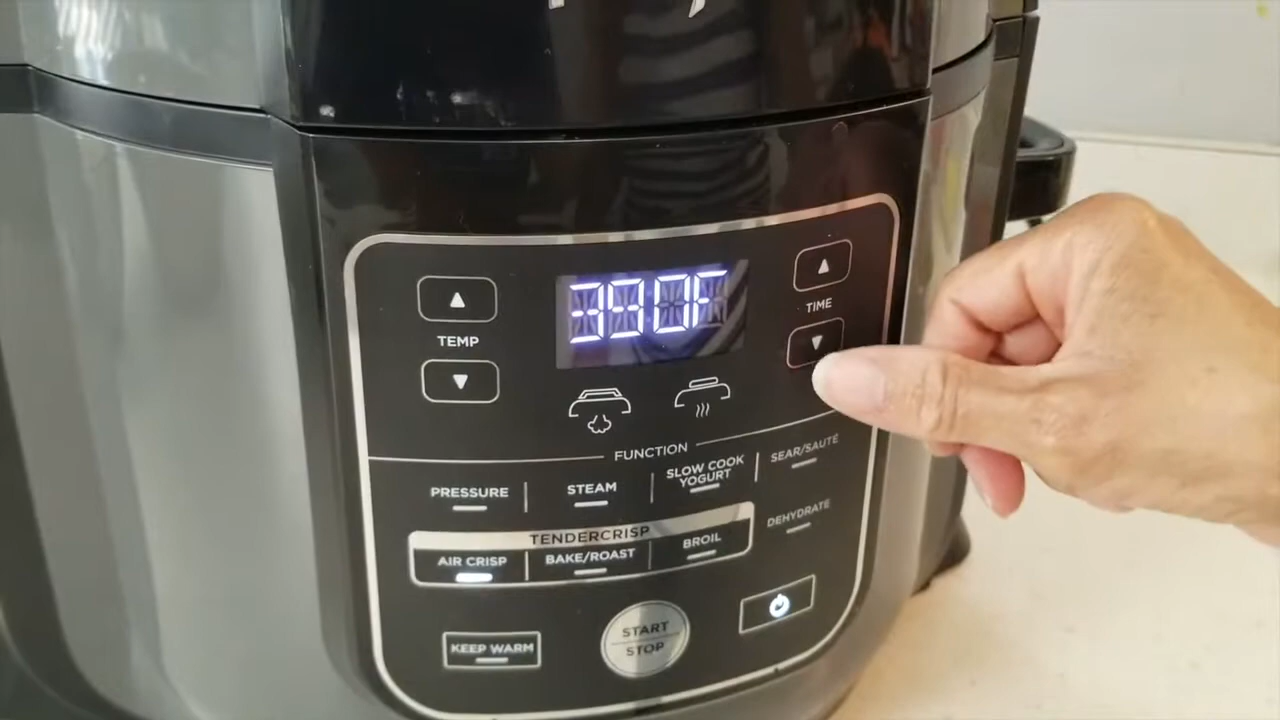 390F
TEMP
TIME
FUNCTION
PRESSURE
STEAM
SLOW COOK
YOGURT
SEAR/SAUTÉ
TENDERCRISP
DEHYDRATE
AIR CRISP
BAKE/ROAST
BROIL
KEEP WARM
START
STOP